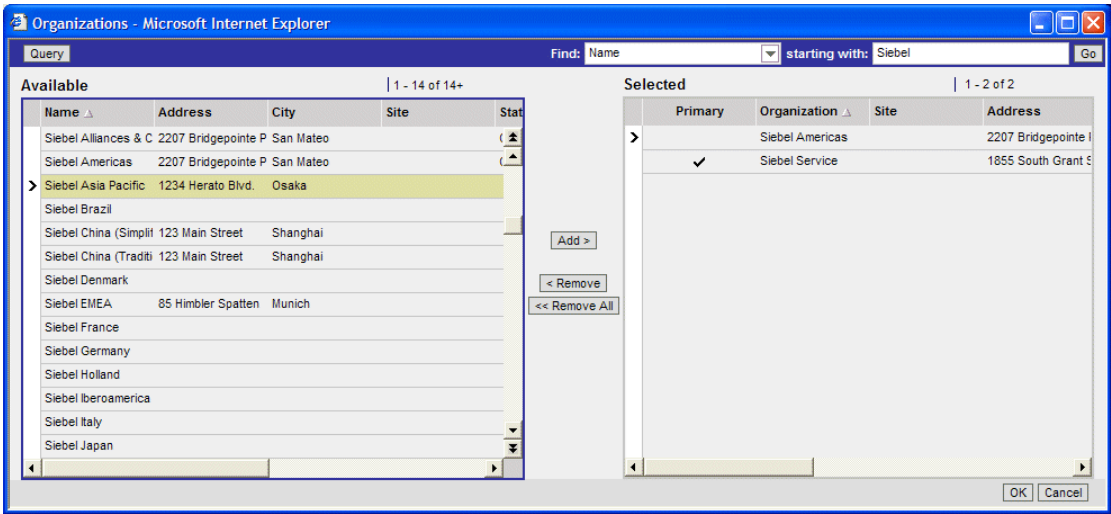 Organizations - Microsoft Internet Explorer
Query Find: Name starting with: Siebel Go
Available 1 - 14 of 14+
Name Address City Site Stat
Siebel Alliances & C 2207 Bridgepointe P San Mateo
Siebel Americas 2207 Bridgepointe P San Mateo
Siebel Asia Pacific 1234 Herato Blvd. Osaka
Siebel Brazil
Siebel China (Simplif 123 Main Street Shanghai
Siebel China (Traditi 123 Main Street Shanghai
Siebel Denmark
Siebel EMEA 85 Himbler Spatten Munich
Siebel France
Siebel Germany
Siebel Holland
Siebel Iberoamerica
Siebel Italy
Siebel Japan
Add >
< Remove
<< Remove All
Selected 1 - 2 of 2
Primary Organization Site Address
Siebel Americas 2207 Bridgepointe
Siebel Service 1855 South Grant S
OK Cancel